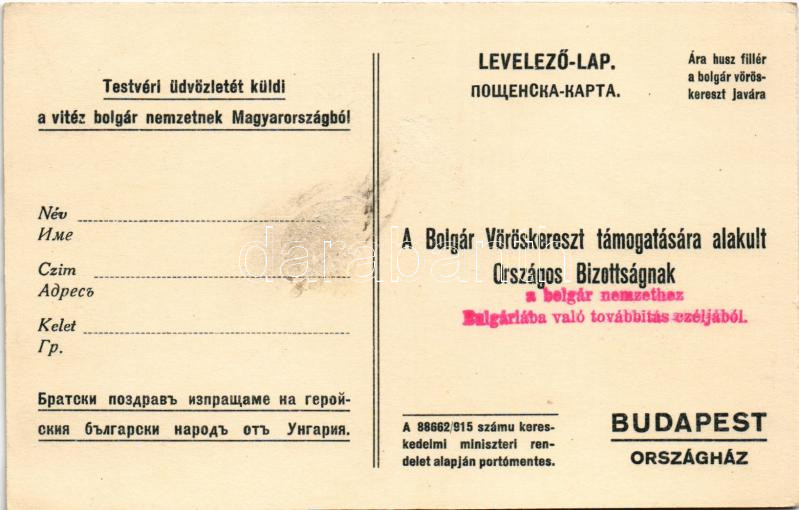 Testvéri üdvözletét küldi
a vitéz bolgár nemzetnek Magyarországból
Név
Име
Czim
Адресъ
Kelet
Гр.
Братски поздравъ изпращаме на герой-
ския български народъ отъ Унгария.
LEVELEZŐ-LAP.
ПОЩЕНСКА-КАРТА.
Ára husz fillér
a bolgár vörös-
kereszt javára
A Bolgár Vöröskereszt támogatására alakult
Országos Bizottságnak
a bolgár nemzethez
Bulgáriába való továbbitás czéljából.
A 88662/915 számu keres-
kedelmi miniszteri ren-
delet alapján portómentes.
BUDAPEST
ORSZÁGHÁZ
darabanth